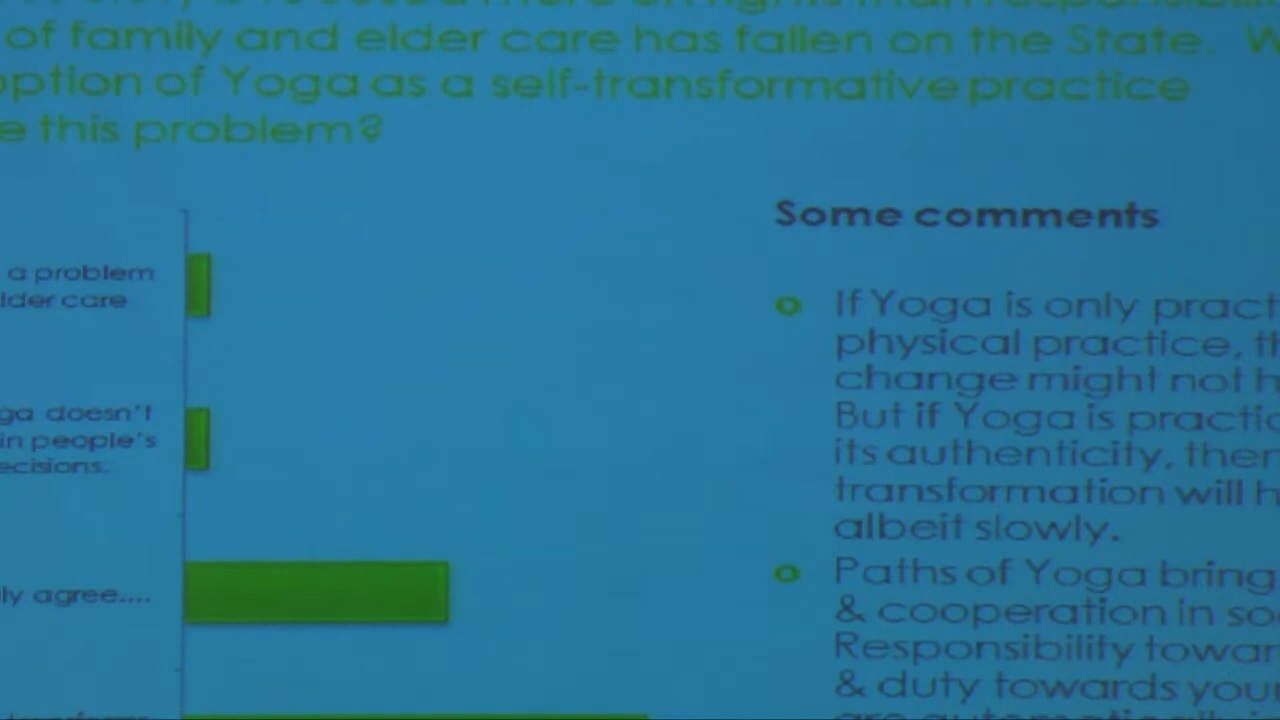 of family and elder care has fallen on the State. W
option of Yoga as a self-transformative practice
e this problem?
a problem
lder care
ga doesn't
in people's
ecisions.
ly agree....
Some comments
If Yoga is only pract
physical practice, th
change might not h
But if Yoga is practic
its authenticity, then
transformation will h
albeit slowly.
Paths of Yoga bring
& cooperation in so
Responsibility towar
& duty towards your